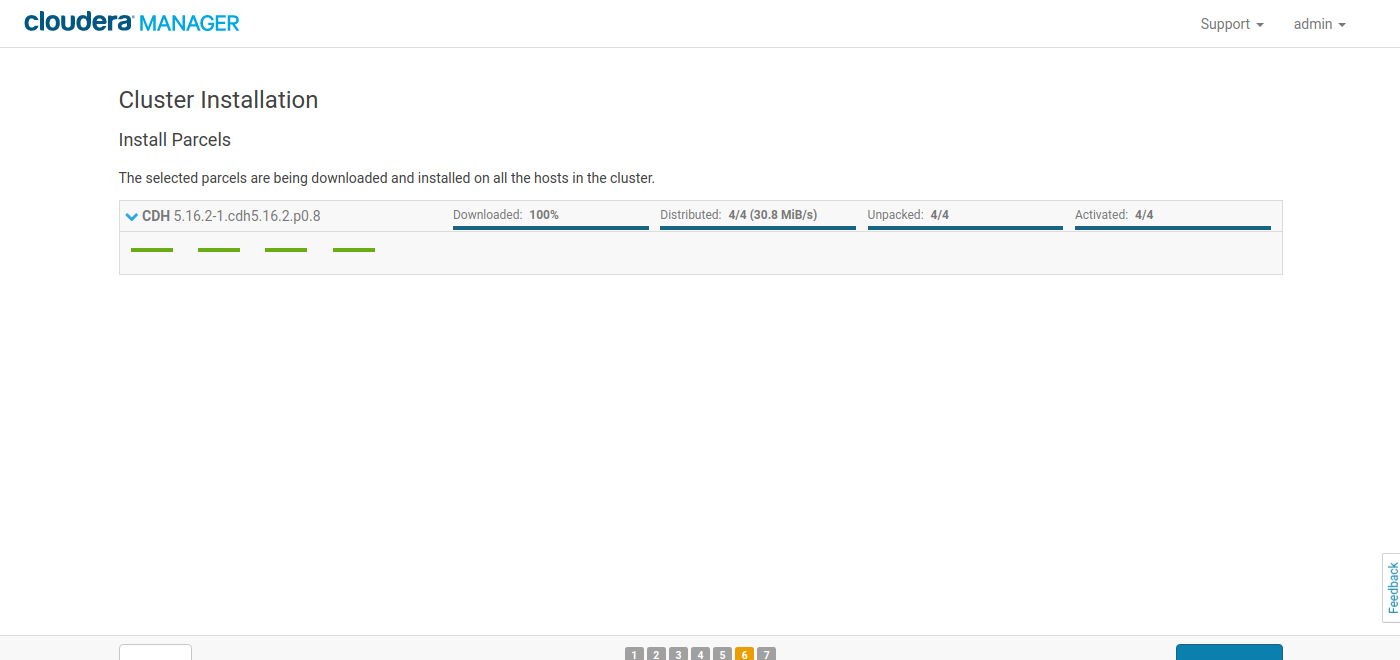 cloudera MANAGER
Support admin
Cluster Installation
Install Parcels
The selected parcels are being downloaded and installed on all the hosts in the cluster.
CDH 5.16.2-1.cdh5.16.2.p0.8 Downloaded: 100% Distributed: 4/4 (30.8 MiB/s) Unpacked: 4/4 Activated: 4/4
Feedback
1 2 3 4 5 6 7